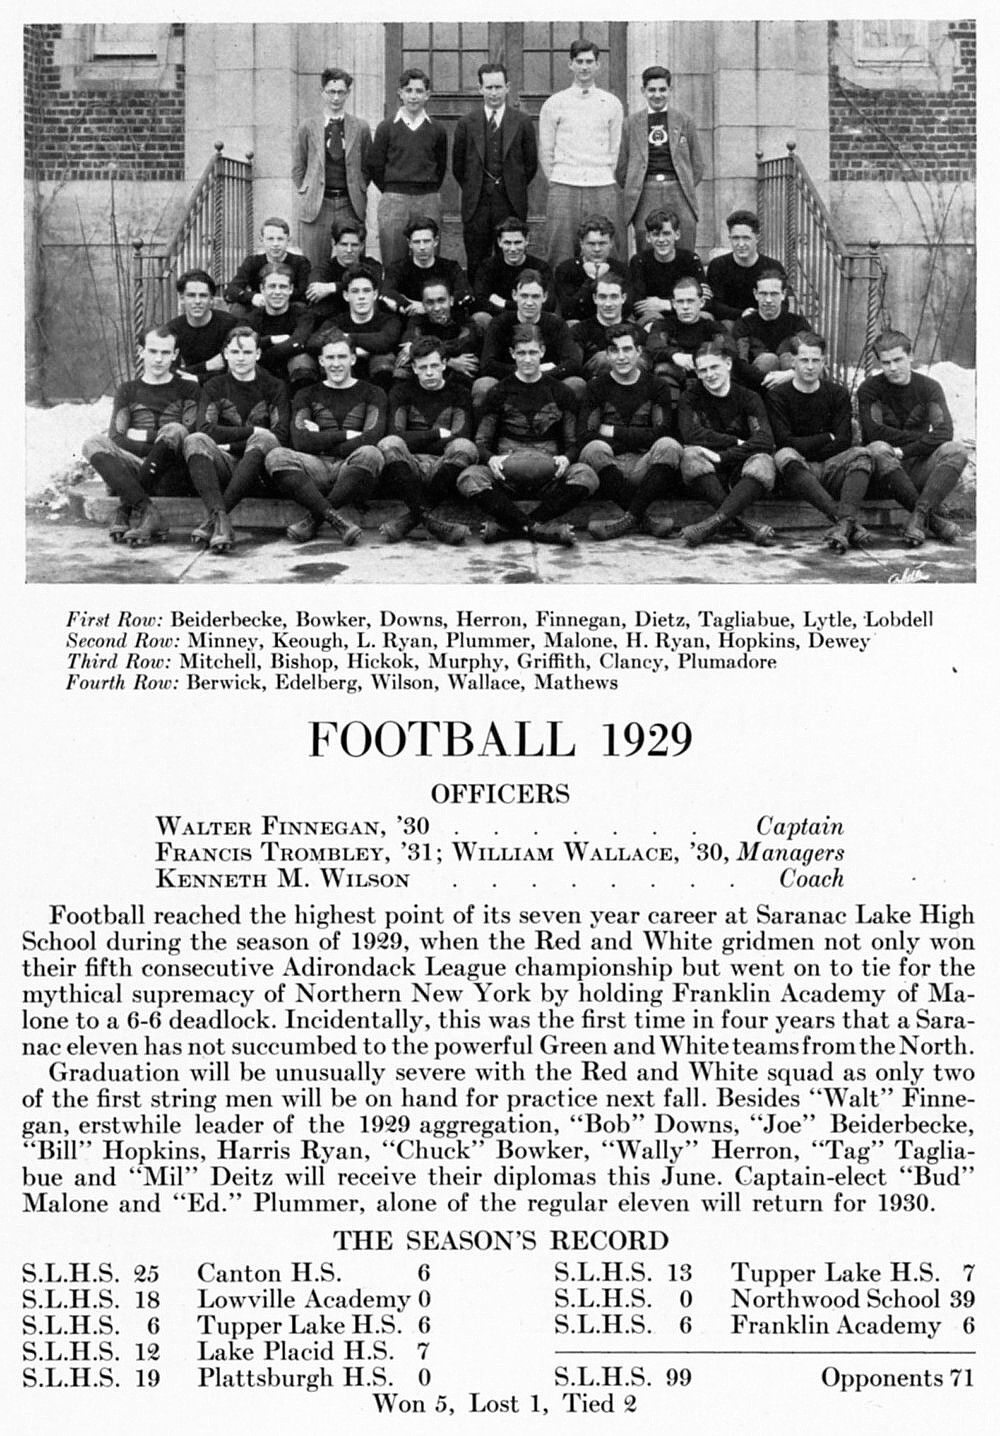 First Row: Beiderbecke, Bowker, Downs, Herron, Finnegan, Dietz, Tagliabue, Lytle, Lobdell
Second Row: Minney, Keough, L. Ryan, Plummer, Malone, H. Ryan, Hopkins, Dewey
Third Row: Mitchell, Bishop, Hickok, Murphy, Griffith, Clancy, Plumadore
Fourth Row: Berwick, Edelberg, Wilson, Wallace, Mathews
FOOTBALL 1929
OFFICERS
WALTER FINNEGAN, '30 . . . . . . . Captain
FRANCIS TROMBLEY, '31; WILLIAM WALLACE, '30, Managers
KENNETH M. WILSON . . . . . . . . Coach
Football reached the highest point of its seven year career at Saranac Lake High
School during the season of 1929, when the Red and White gridmen not only won
their fifth consecutive Adirondack League championship but went on to tie for the
mythical supremacy of Northern New York by holding Franklin Academy of Ma-
lone to a 6-6 deadlock. Incidentally, this was the first time in four years that a Sara-
nac eleven has not succumbed to the powerful Green and White teams from the North.
Graduation will be unusually severe with the Red and White squad as only two
of the first string men will be on hand for practice next fall. Besides "Walt" Finne-
gan, erstwhile leader of the 1929 aggregation, "Bob" Downs, "Joe" Beiderbecke,
"Bill" Hopkins, Harris Ryan, "Chuck" Bowker, "Wally" Herron, "Tag" Taglia-
bue and "Mil" Deitz will receive their diplomas this June. Captain-elect "Bud"
Malone and "Ed." Plummer, alone of the regular eleven will return for 1930.
THE SEASON'S RECORD
S.L.H.S. 25 Canton H.S. 6
S.L.H.S. 18 Lowville Academy 0
S.L.H.S. 6 Tupper Lake H.S. 6
S.L.H.S. 12 Lake Placid H.S. 7
S.L.H.S. 19 Plattsburgh H.S. 0
S.L.H.S. 13 Tupper Lake H.S. 7
S.L.H.S. 0 Northwood School 39
S.L.H.S. 6 Franklin Academy 6
S.L.H.S. 99 Opponents 71
Won 5, Lost 1, Tied 2